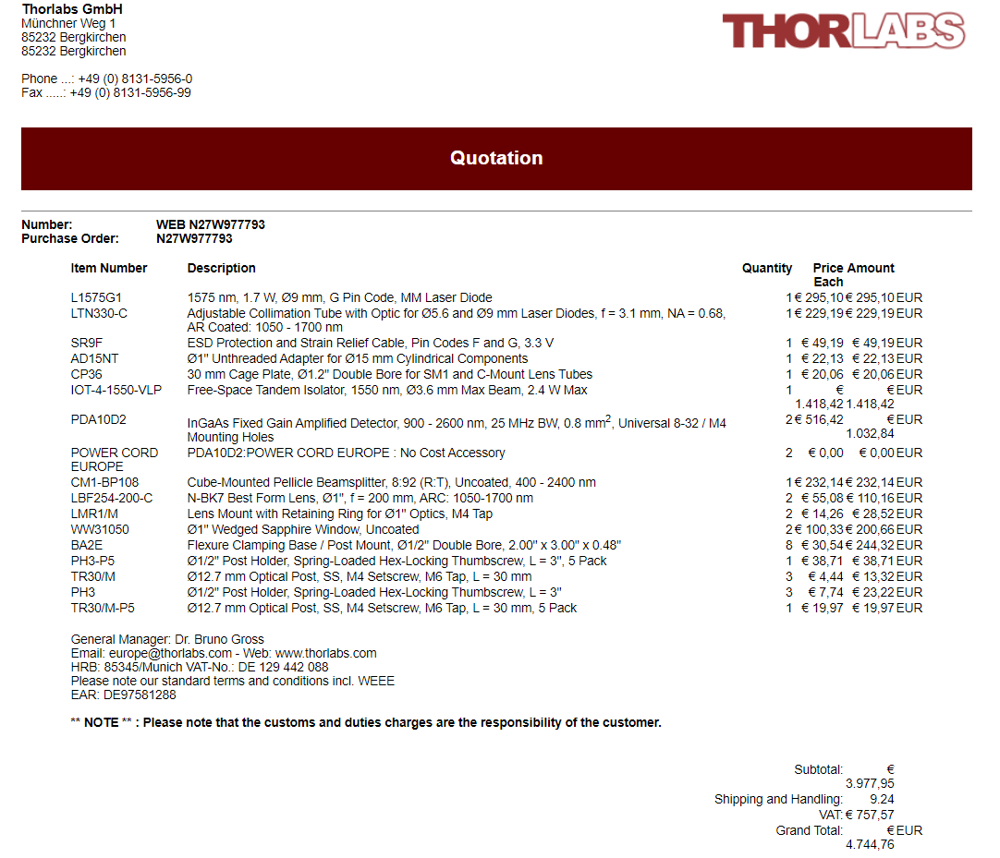 Thorlabs GmbH
Münchner Weg 1
85232 Bergkirchen
85232 Bergkirchen
THORLABS
Phone ...: +49 (0) 8131-5956-0
Fax .....: +49 (0) 8131-5956-99
Quotation
Number: WEB N27W977793
Purchase Order: N27W977793
Item Number Description Quantity Price Amount
Each
L1575G1 1575 nm, 1.7 W, Ø9 mm, G Pin Code, MM Laser Diode 1 € 295,10 € 295,10 EUR
LTN330-C Adjustable Collimation Tube with Optic for Ø5.6 and Ø9 mm Laser Diodes, f = 3.1 mm, NA = 0.68, 1 € 229,19 € 229,19 EUR
AR Coated: 1050 - 1700 nm
SR9F ESD Protection and Strain Relief Cable, Pin Codes F and G, 3.3 V 1 € 49,19 € 49,19 EUR
AD15NT Ø1" Unthreaded Adapter for Ø15 mm Cylindrical Components 1 € 22,13 € 22,13 EUR
CP36 30 mm Cage Plate, Ø1.2" Double Bore for SM1 and C-Mount Lens Tubes 1 € 20,06 € 20,06 EUR
IOT-4-1550-VLP Free-Space Tandem Isolator, 1550 nm, Ø3.6 mm Max Beam, 2.4 W Max 1 € € EUR
1.418,42 1.418,42
PDA10D2 InGaAs Fixed Gain Amplified Detector, 900 - 2600 nm, 25 MHz BW, 0.8 mm², Universal 8-32 / M4 2 € 516,42 € EUR
Mounting Holes 1.032,84
POWER CORD PDA10D2:POWER CORD EUROPE : No Cost Accessory 2 € 0,00 € 0,00 EUR
EUROPE
CM1-BP108 Cube-Mounted Pellicle Beamsplitter, 8:92 (R:T), Uncoated, 400 - 2400 nm 1 € 232,14 € 232,14 EUR
LBF254-200-C N-BK7 Best Form Lens, Ø1", f = 200 mm, ARC: 1050-1700 nm 2 € 55,08 € 110,16 EUR
LMR1/M Lens Mount with Retaining Ring for Ø1" Optics, M4 Tap 2 € 14,26 € 28,52 EUR
WW31050 Ø1" Wedged Sapphire Window, Uncoated 2 € 100,33 € 200,66 EUR
BA2E Flexure Clamping Base / Post Mount, Ø1/2" Double Bore, 2.00" x 3.00" x 0.48" 8 € 30,54 € 244,32 EUR
PH3-P5 Ø1/2" Post Holder, Spring-Loaded Hex-Locking Thumbscrew, L = 3", 5 Pack 1 € 38,71 € 38,71 EUR
TR30/M Ø12.7 mm Optical Post, SS, M4 Setscrew, M6 Tap, L = 30 mm 3 € 4,44 € 13,32 EUR
PH3 Ø1/2" Post Holder, Spring-Loaded Hex-Locking Thumbscrew, L = 3" 3 € 7,74 € 23,22 EUR
TR30/M-P5 Ø12.7 mm Optical Post, SS, M4 Setscrew, M6 Tap, L = 30 mm, 5 Pack 1 € 19,97 € 19,97 EUR
General Manager: Dr. Bruno Gross
Email: europe@thorlabs.com - Web: www.thorlabs.com
HRB: 85345/Munich VAT-No.: DE 129 442 088
Please note our standard terms and conditions incl. WEEE
EAR: DE97581288
** NOTE ** : Please note that the customs and duties charges are the responsibility of the customer.
Subtotal: €
3.977,95
Shipping and Handling: 9.24
VAT: € 757,57
Grand Total: € EUR
4.744,76